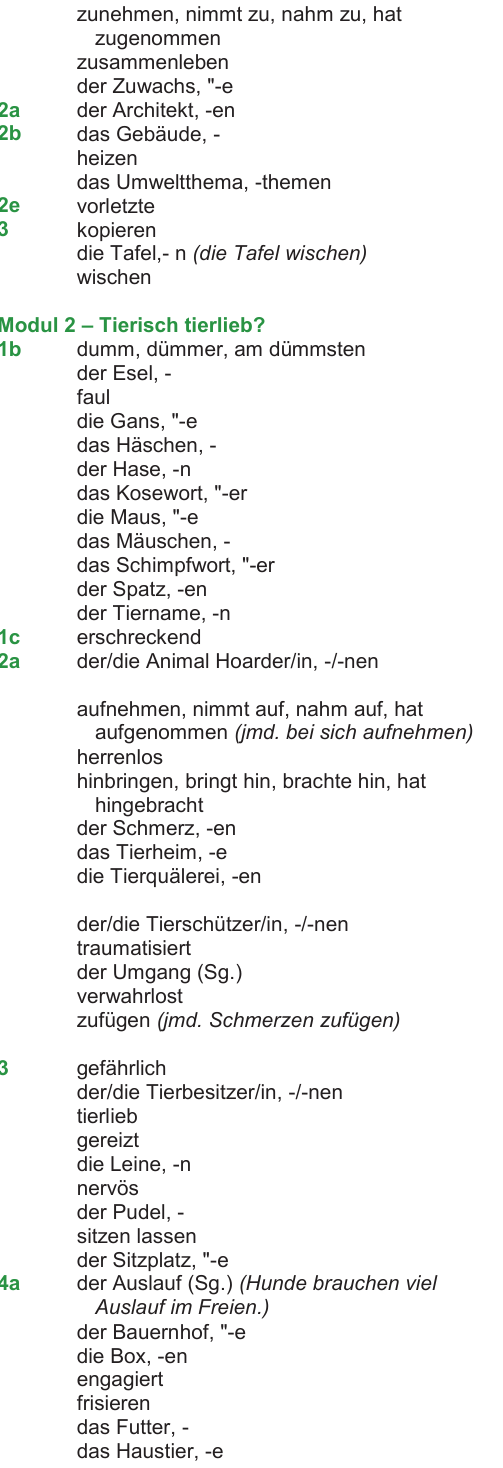 zunehmen, nimmt zu, nahm zu, hat
zugenommen
zusammenleben
der Zuwachs, "-e
2a der Architekt, -en
2b das Gebäude, -
heizen
das Umweltthema, -themen
2e vorletzte
3 kopieren
die Tafel,- n (die Tafel wischen)
wischen
Modul 2 – Tierisch tierlieb?
1b dumm, dümmer, am dümmsten
der Esel, -
faul
die Gans, "-e
das Häschen, -
der Hase, -n
das Kosewort, "-er
die Maus, "-e
das Mäuschen, -
das Schimpfwort, "-er
der Spatz, -en
der Tiername, -n
1c erschreckend
2a der/die Animal Hoarder/in, -/-nen
aufnehmen, nimmt auf, nahm auf, hat
aufgenommen (jmd. bei sich aufnehmen)
herrenlos
hinbringen, bringt hin, brachte hin, hat
hingebracht
der Schmerz, -en
das Tierheim, -e
die Tierquälerei, -en
der/die Tierschützer/in, -/-nen
traumatisiert
der Umgang (Sg.)
verwahrlost
zufügen (jmd. Schmerzen zufügen)
3 gefährlich
der/die Tierbesitzer/in, -/-nen
tierlieb
gereizt
die Leine, -n
nervös
der Pudel, -
sitzen lassen
der Sitzplatz, "-e
4a der Auslauf (Sg.) (Hunde brauchen viel
Auslauf im Freien.)
der Bauernhof, "-e
die Box, -en
engagiert
frisieren
das Futter, -
das Haustier, -e